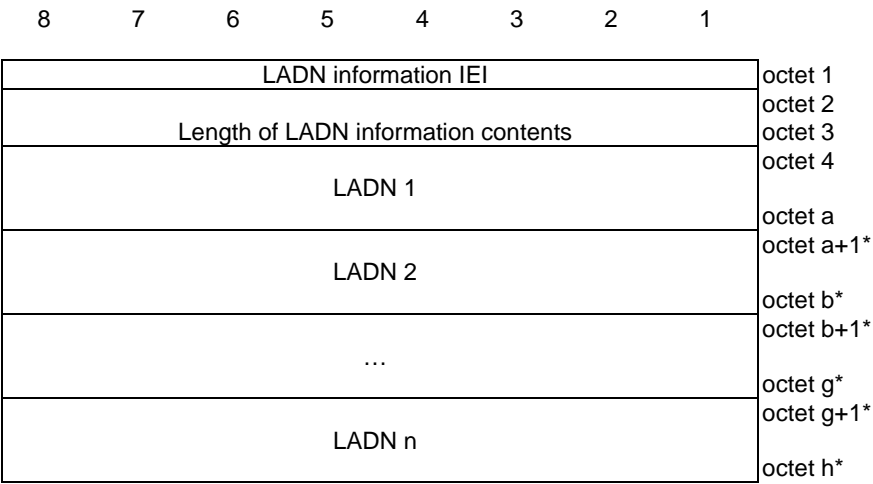 8 7 6 5 4 3 2 1
LADN information IEI octet 1
octet 2
Length of LADN information contents octet 3
octet 4
LADN 1
octet a
octet a+1*
LADN 2
octet b*
octet b+1*
…
octet g*
octet g+1*
LADN n
octet h*